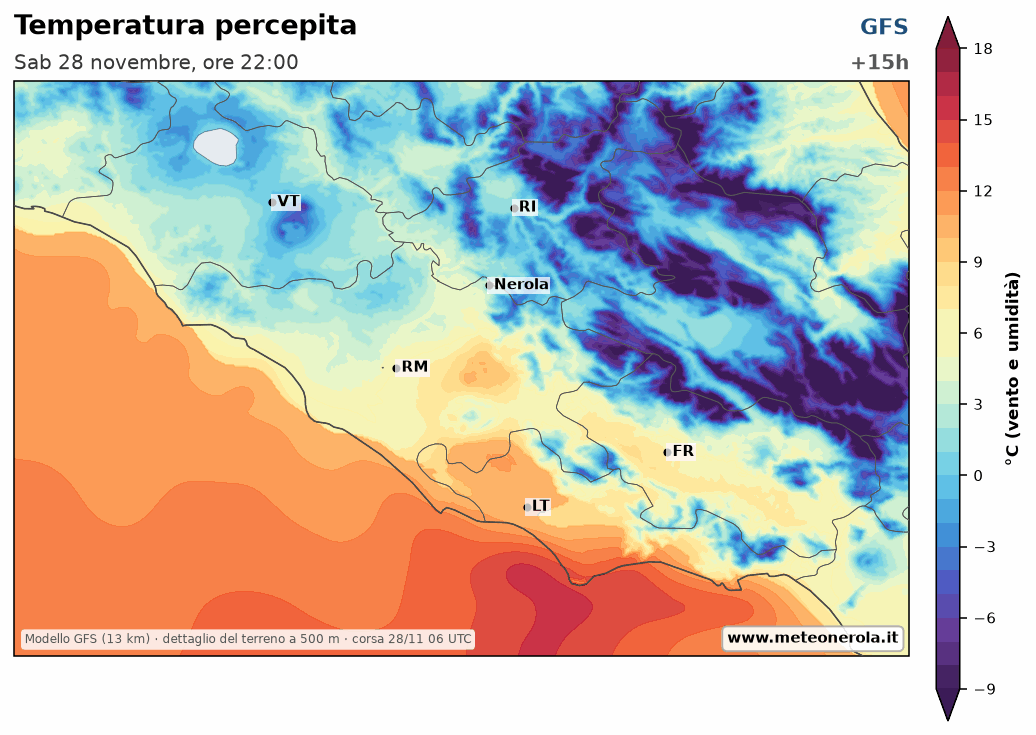 Temperatura percepita
GFS
Sab 28 novembre, ore 22:00
+15h
VT
RI
Nerola
RM
FR
LT
18
15
12
9
6
3
0
−3
−6
−9
°C (vento e umidità)
Modello GFS (13 km) · dettaglio del terreno a 500 m · corsa 28/11 06 UTC
www.meteonerola.it